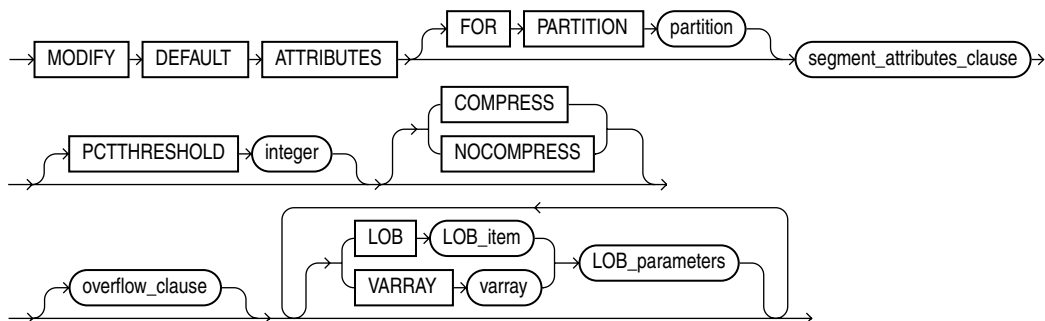 FOR PARTITION partition
MODIFY DEFAULT ATTRIBUTES segment_attributes_clause
COMPRESS
PCTTHRESHOLD integer NOCOMPRESS
LOB LOB_item
overflow_clause VARRAY varray LOB_parameters